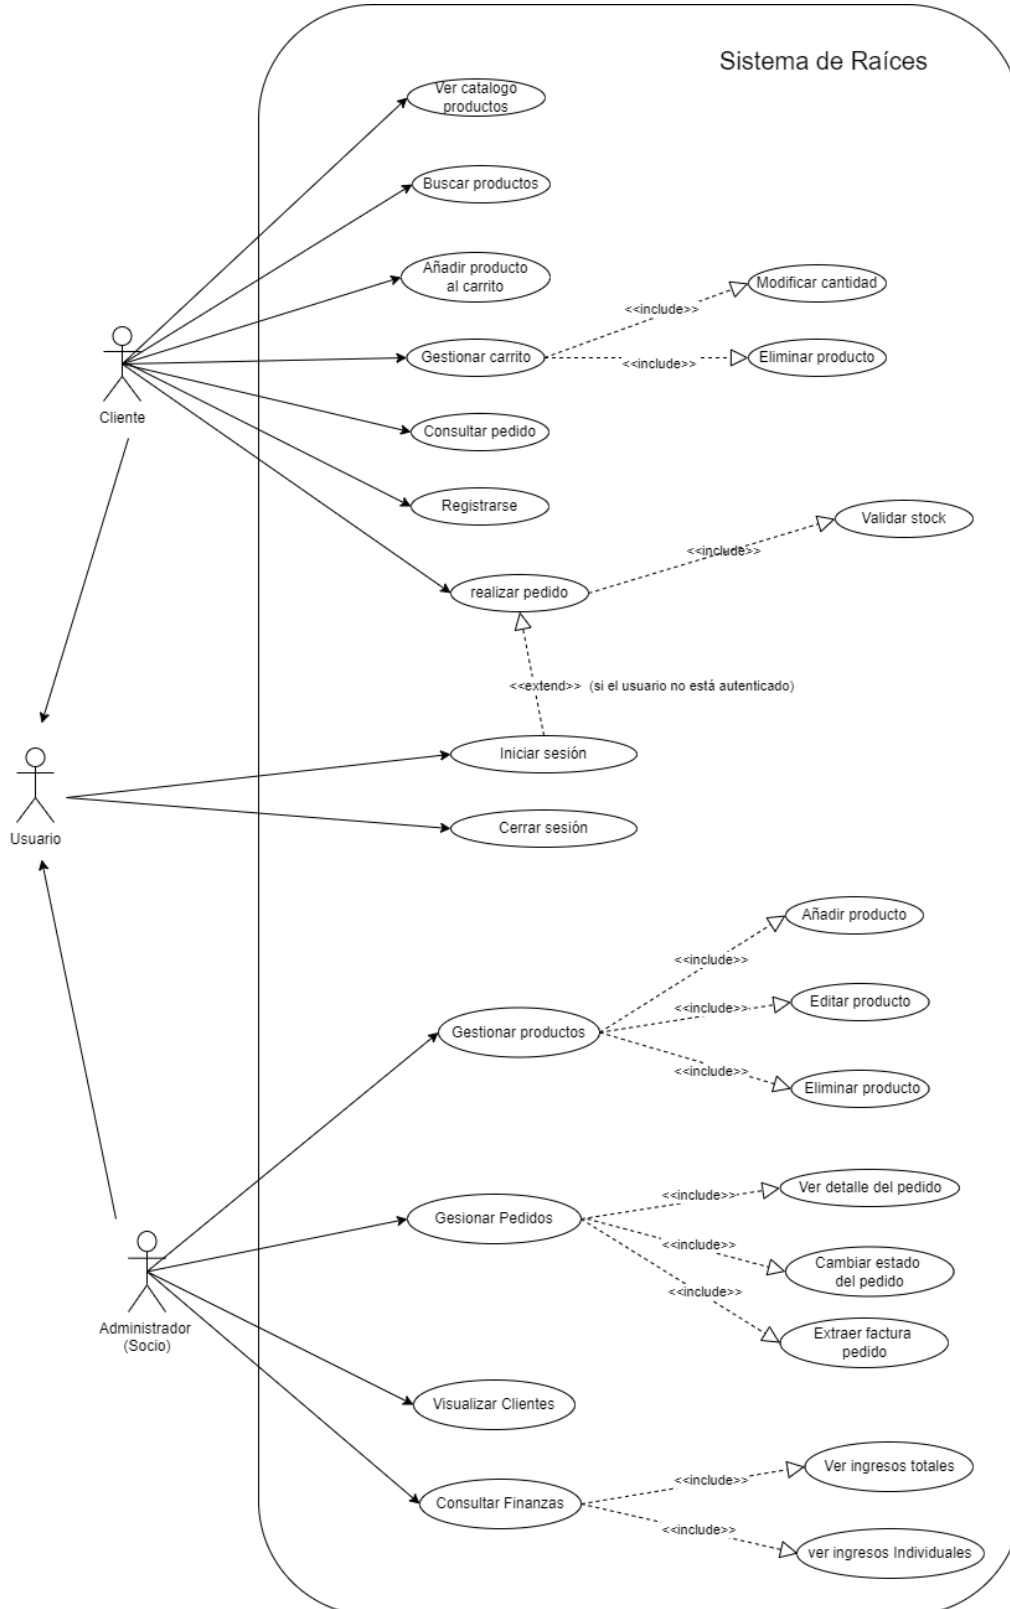 Sistema de Raíces
Ver catalogo
productos
Buscar productos
Añadir producto
al carrito
Modificar cantidad
<<include>>
Cliente
Gestionar carrito
<<include>>
Eliminar producto
Consultar pedido
Registrarse
Validar stock
<<include>>
realizar pedido
<<extend>> (si el usuario no está autenticado)
Usuario
Iniciar sesión
Cerrar sesión
Añadir producto
<<include>>
Editar producto
<<include>>
Gestionar productos
<<include>>
Eliminar producto
Ver detalle del pedido
<<include>>
Gesionar Pedidos
<<include>>
Cambiar estado
del pedido
<<include>>
Extraer factura
pedido
Administrador
(Socio)
Visualizar Clientes
Ver ingresos totales
<<include>>
Consultar Finanzas
<<include>>
ver ingresos Individuales